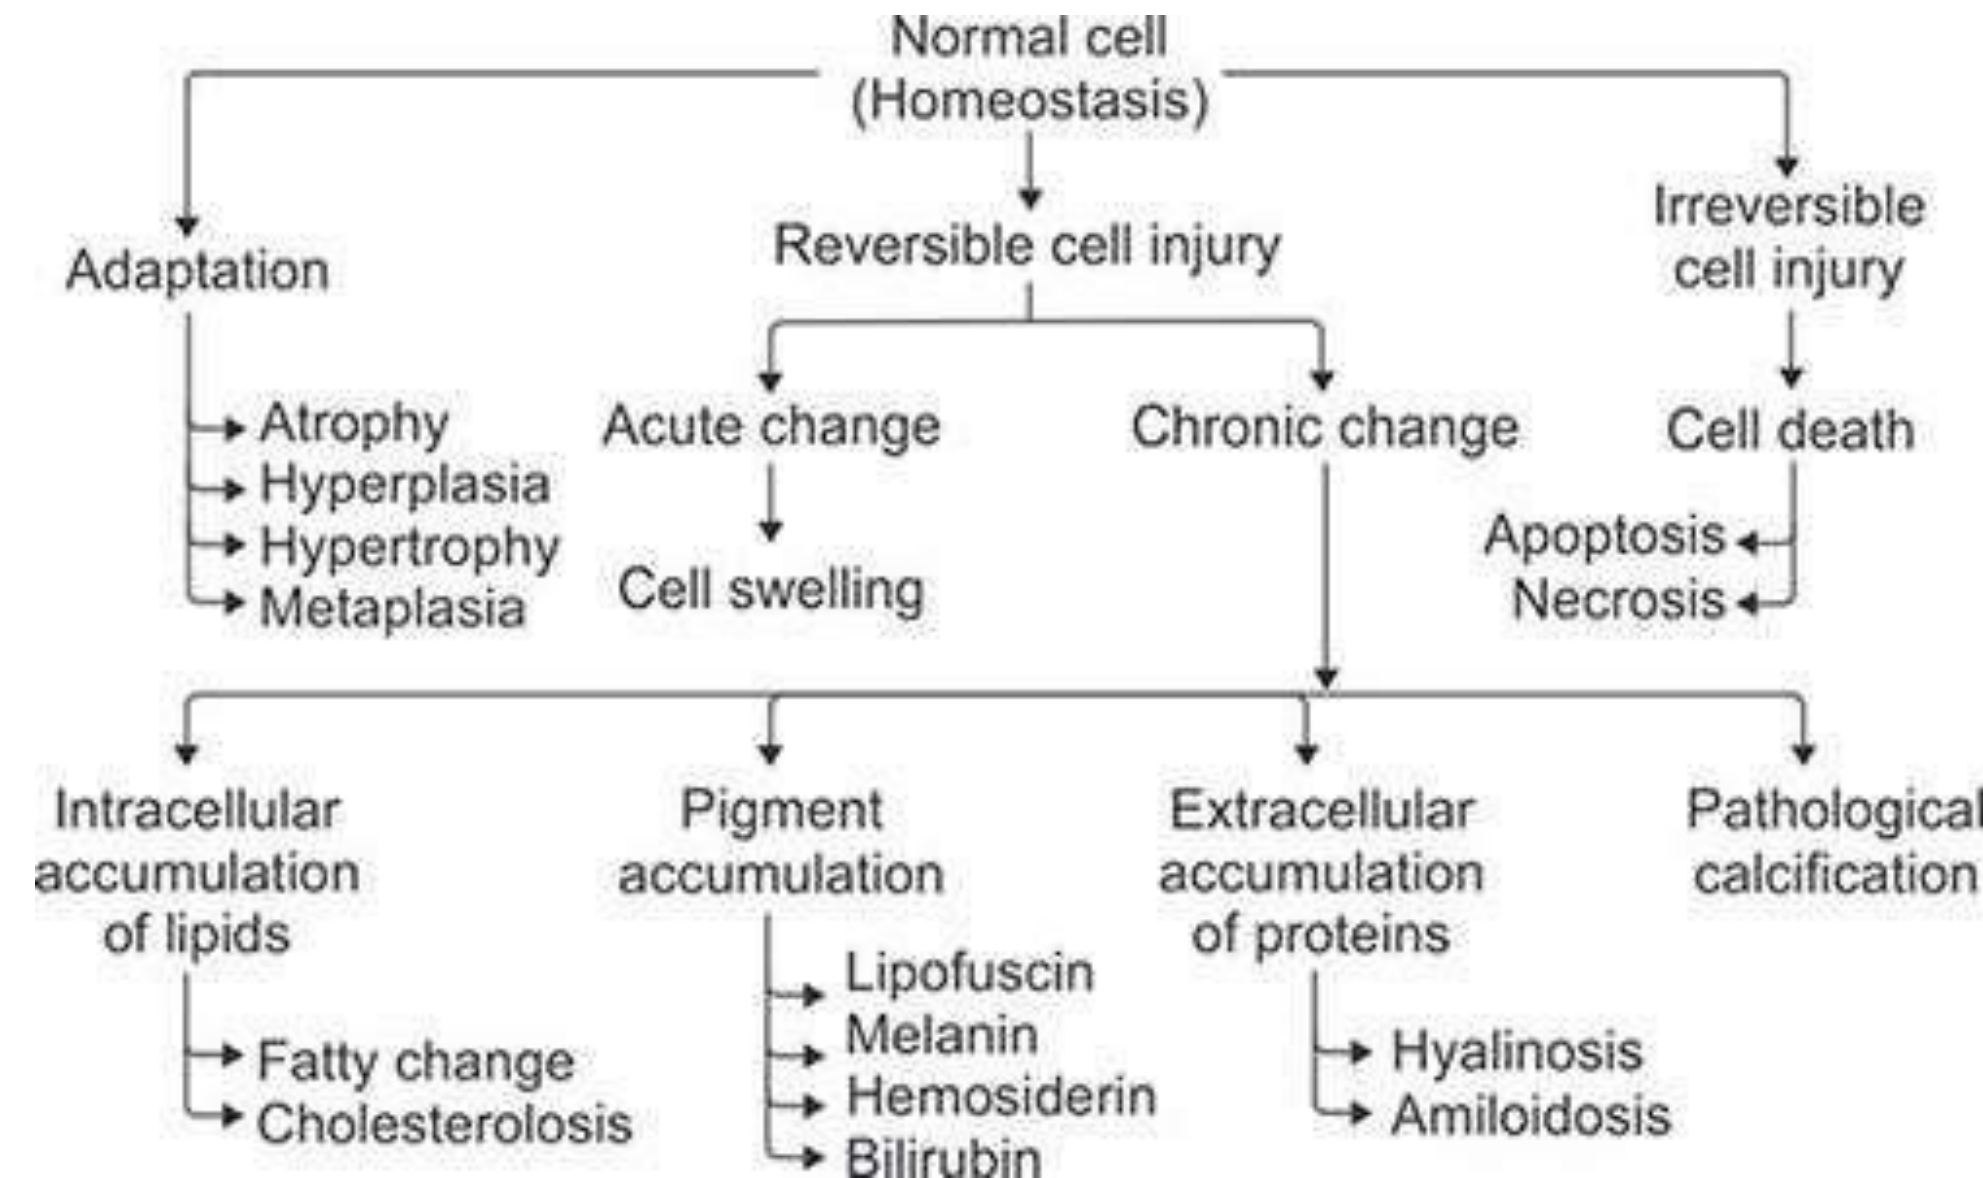 Normal cell
(Homeostasis)
Adaptation
Reversible cell injury
Irreversible
cell injury
Atrophy
Hyperplasia
Hypertrophy
Metaplasia
Acute change
Cell swelling
Chronic change
Cell death
Apoptosis
Necrosis
Intracellular
accumulation
of lipids
Fatty change
Cholesterolosis
Pigment
accumulation
Lipofuscin
Melanin
Hemosiderin
Bilirubin
Extracellular
accumulation
of proteins
Hyalinosis
Amiloidosis
Pathological
calcification